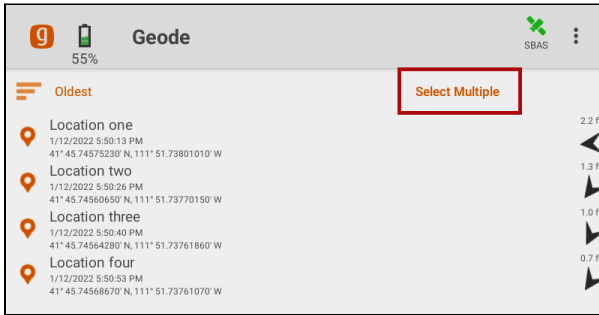 g
Geode
55%
SBAS
Oldest
Select Multiple
Location one
1/12/2022 5:50:13 PM
41° 45.74575230' N, 111° 51.73801010' W
2.2 f
Location two
1/12/2022 5:50:26 PM
41° 45.74560650' N, 111° 51.73770150' W
1.3 f
Location three
1/12/2022 5:50:40 PM
41° 45.74564280' N, 111° 51.73761860' W
1.0 f
Location four
1/12/2022 5:50:53 PM
41° 45.74568670' N, 111° 51.73761070' W
0.7 f